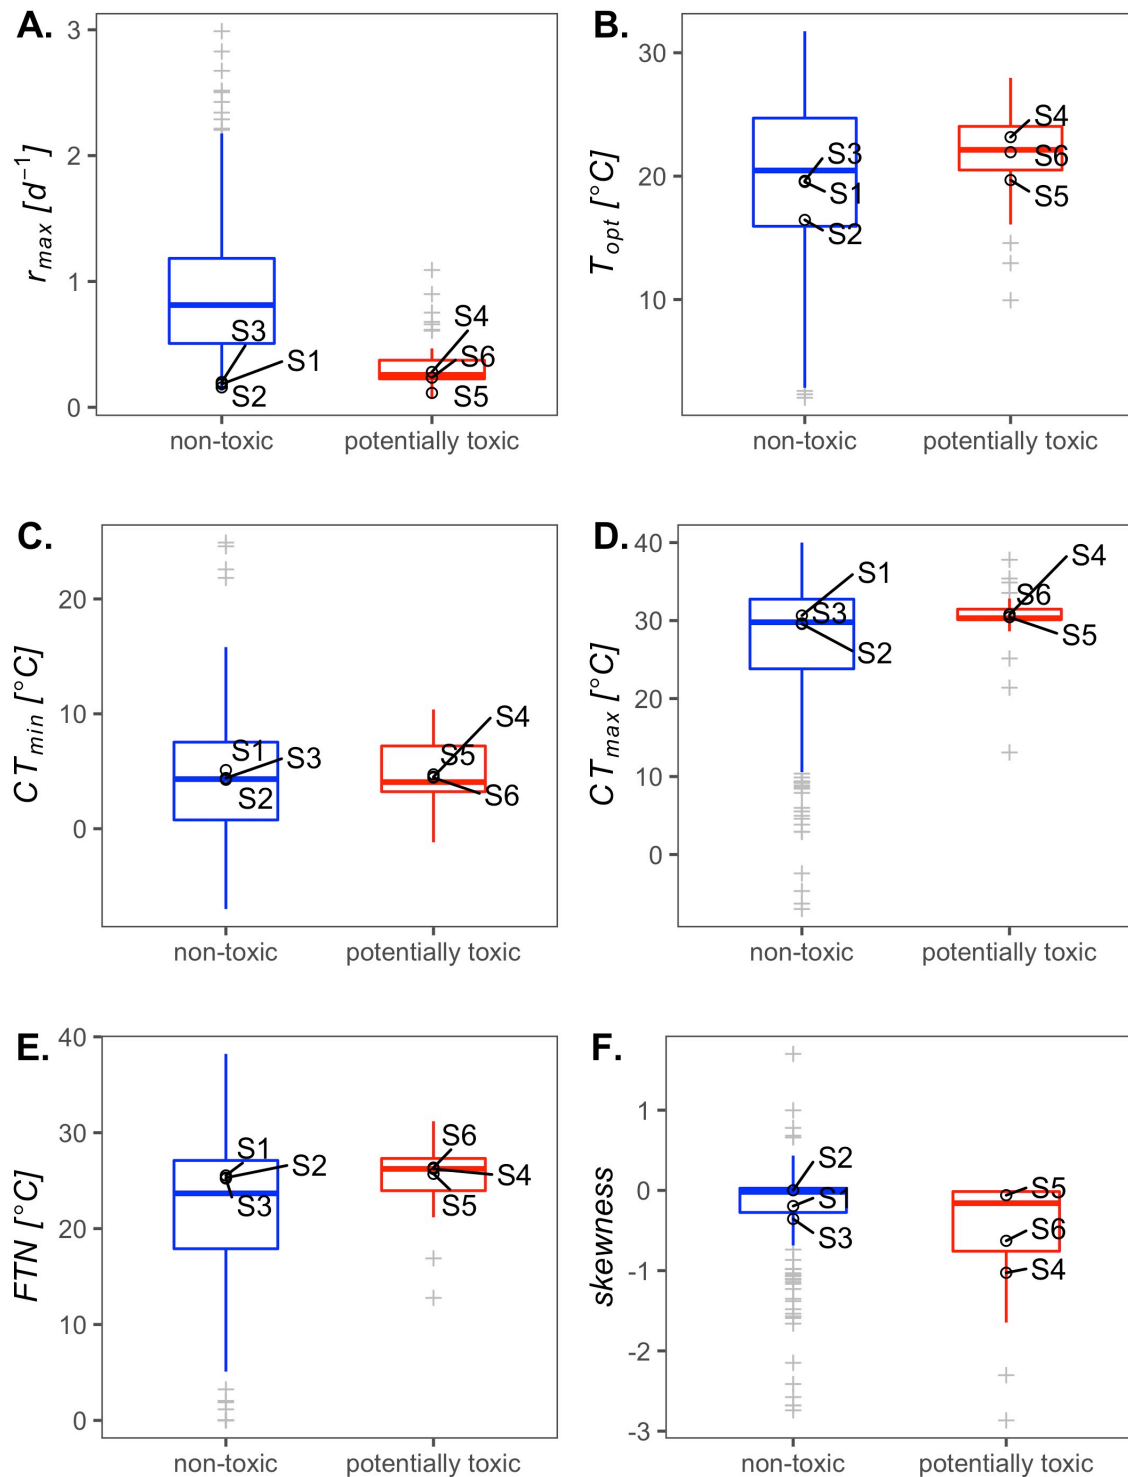 A.
r_max [d^-1]
3
2
1
0
S3
S1
S2
S4
S6
S5
non-toxic
potentially toxic
B.
T_opt [°C]
30
20
10
S3
S1
S2
S4
S6
S5
non-toxic
potentially toxic
C.
CT_min [°C]
20
10
0
S1
S3
S2
S4
S5
S6
non-toxic
potentially toxic
D.
CT_max [°C]
40
30
20
10
0
S1
S3
S2
S4
S6
S5
non-toxic
potentially toxic
E.
FTN [°C]
40
30
20
10
0
S1
S2
S3
S6
S4
S5
non-toxic
potentially toxic
F.
skewness
1
0
-1
-2
-3
S2
S1
S3
S5
S6
S4
non-toxic
potentially toxic